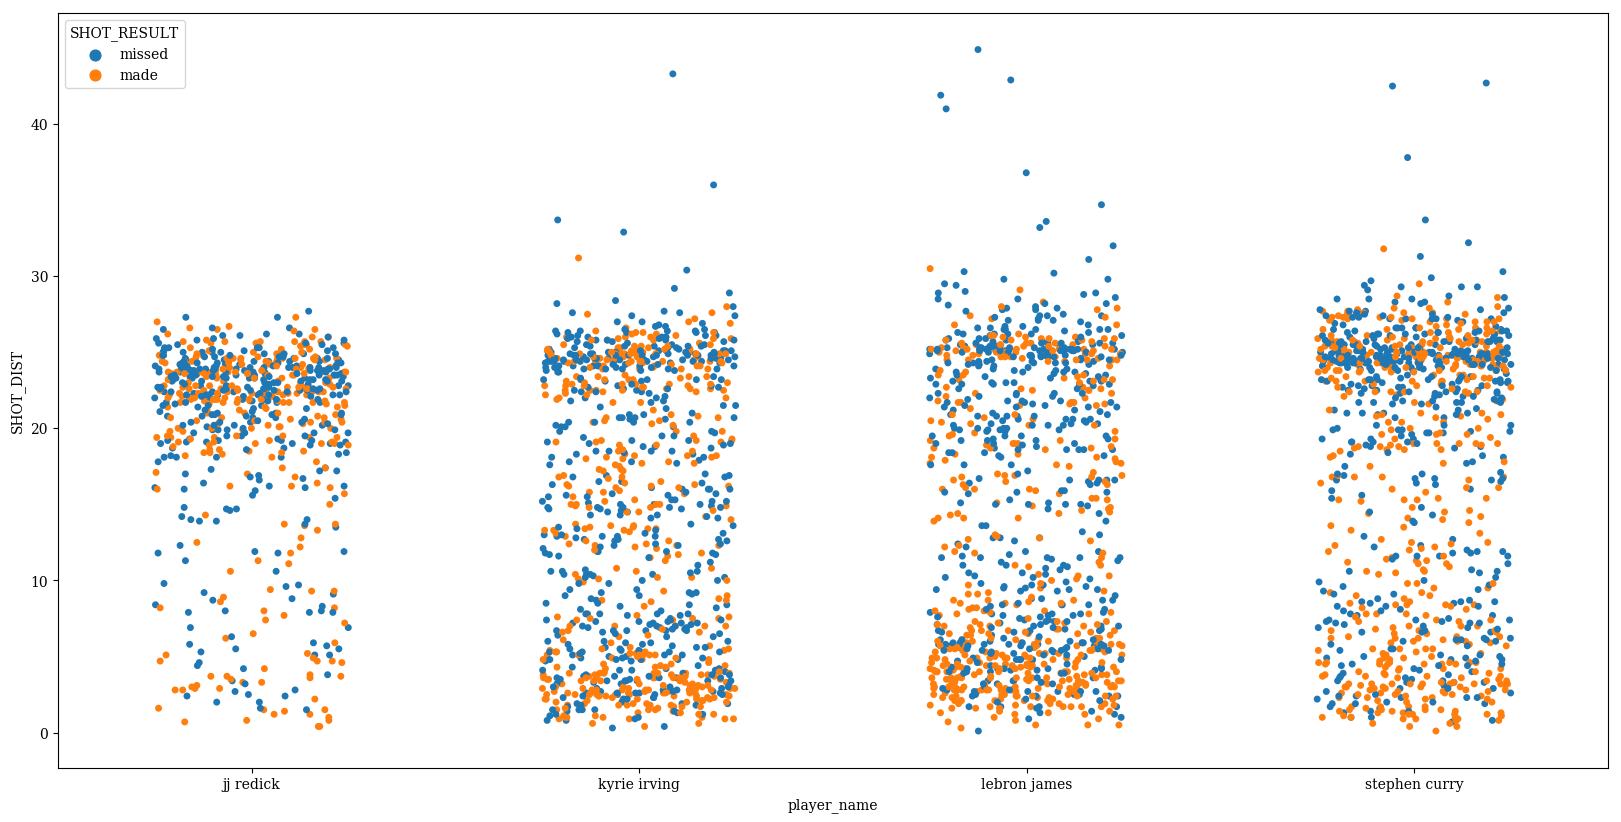 SHOT_RESULT
missed
made
SHOT_DIST
40
30
20
10
0
jj redick
kyrie irving
lebron james
stephen curry
player_name